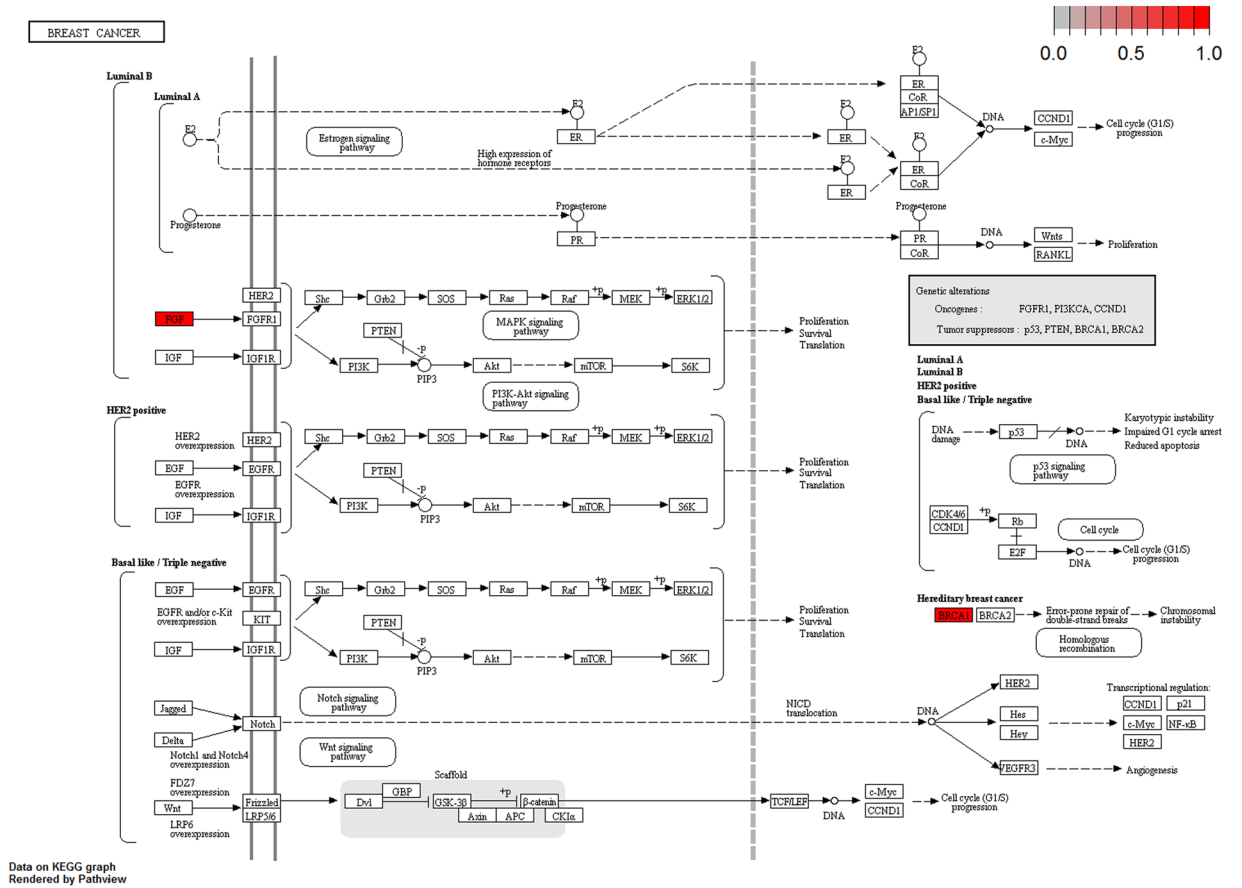 BREAST CANCER
0.0 0.5 1.0
Luminal B
Luminal A
E2
Estrogen signaling
pathway
High expression of
hormone receptors
E2
ER
E2
ER
E2
ER
E2
ER
CoR
AP1/SP1
E2
ER
CoR
DNA
CCND1
c-Myc
Cell cycle (G1/S)
progression
Progesterone
Progesterone
PR
Progesterone
PR
CoR
DNA
Wnts
RANKL
Proliferation
HER2
FGF
FGFR1
IGF
IGF1R
Shc
Grb2
SOS
Ras
Raf
+p
MEK
+p
ERK1/2
PTEN
MAPK signaling
pathway
-p
PI3K
PIP3
Akt
mTOR
S6K
PI3K-Akt signaling
pathway
Proliferation
Survival
Translation
Genetic alterations
Oncogenes : FGFR1, PI3KCA, CCND1
Tumor suppressors : p53, PTEN, BRCA1, BRCA2
HER2 positive
HER2
overexpression
HER2
EGF
EGFR
EGFR
overexpression
IGF
IGF1R
Shc
Grb2
SOS
Ras
Raf
+p
MEK
+p
ERK1/2
PTEN
-p
PI3K
PIP3
Akt
mTOR
S6K
Proliferation
Survival
Translation
Luminal A
Luminal B
HER2 positive
Basal like / Triple negative
DNA
damage
p53
DNA
Karyotypic instability
Impaired G1 cycle arrest
Reduced apoptosis
p53 signaling
pathway
CDK4/6
CCND1
+p
Rb
E2F
Cell cycle
DNA
Cell cycle (G1/S)
progression
Basal like / Triple negative
EGF
EGFR
EGFR and/or c-Kit
overexpression
KIT
IGF
IGF1R
Shc
Grb2
SOS
Ras
Raf
+p
MEK
+p
ERK1/2
PTEN
-p
PI3K
PIP3
Akt
mTOR
S6K
Proliferation
Survival
Translation
Hereditary breast cancer
BRCA1
BRCA2
Error-prone repair of
double-strand breaks
Chromosomal
instability
Homologous
recombination
Jagged
Delta
Notch
Notch1 and Notch4
overexpression
Notch signaling
pathway
NICD
translocation
DNA
HER2
Hes
Hey
VEGFR3
Transcriptional regulation:
CCND1
p21
c-Myc
NF-κB
HER2
Angiogenesis
Wnt signaling
pathway
FDZ7
overexpression
Wnt
LRP6
overexpression
Frizzled
LRP5/6
Scaffold
Dvl
GBP
GSK-3β
+p
β-catenin
Axin
APC
CKIα
TCF/LEF
DNA
c-Myc
CCND1
Cell cycle (G1/S)
progression
Data on KEGG graph
Rendered by Pathview